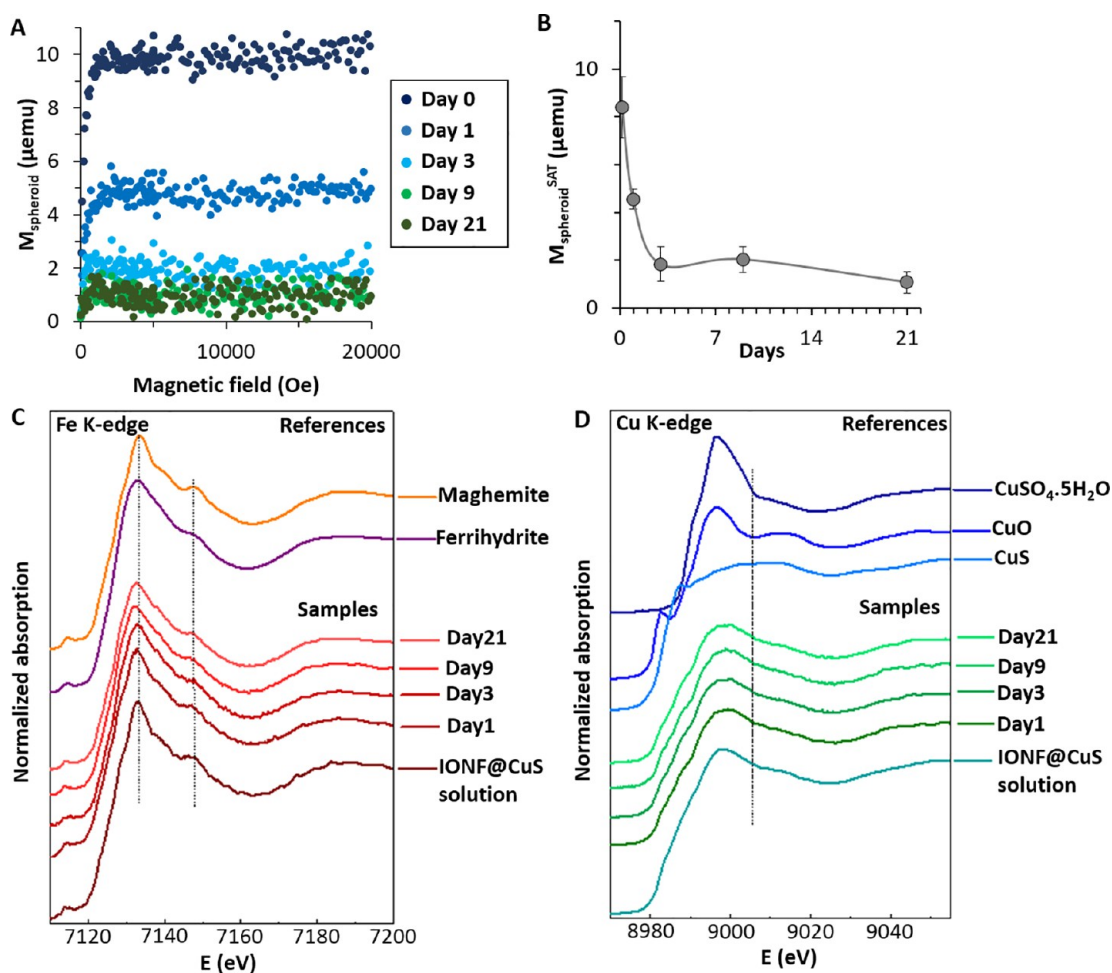 A
10
8
6
4
2
0
M_spheroid (μemu)
0
10000
20000
Magnetic field (Oe)
Day 0
Day 1
Day 3
Day 9
Day 21
B
10
0
M_spheroid^SAT (μemu)
0
7
14
21
Days
C
Fe K-edge
References
Maghemite
Ferrihydrite
Samples
Day21
Day9
Day3
Day1
IONF@CuS
solution
Normalized absorption
7120
7140
7160
7180
7200
E (eV)
D
Cu K-edge
References
CuSO₄.5H₂O
CuO
CuS
Samples
Day21
Day9
Day3
Day1
IONF@CuS
solution
Normalized absorption
8980
9000
9020
9040
E (eV)